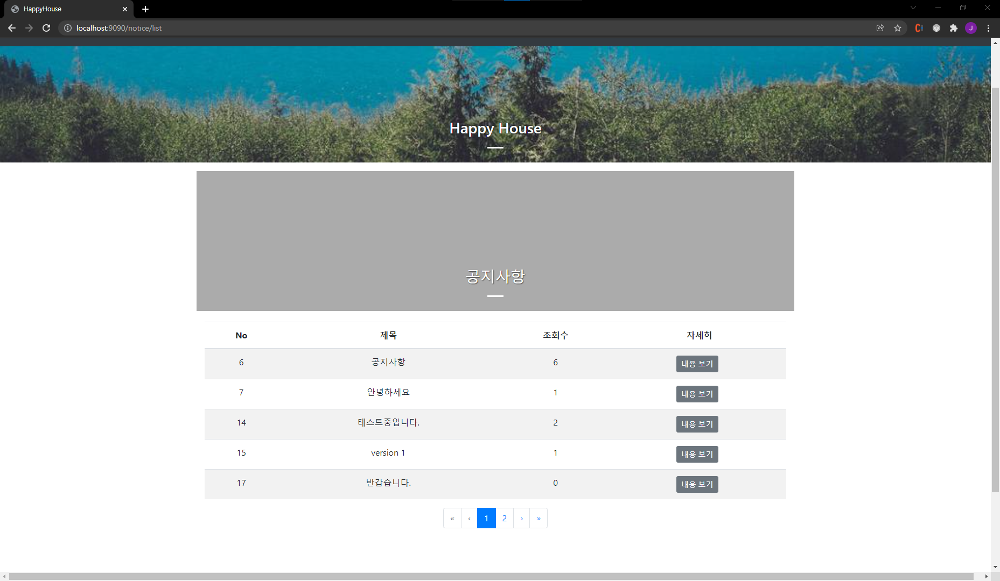 HappyHouse
localhost:9090/notice/list
J
Happy House
공지사항
No 제목 조회수 자세히
6 공지사항 6 내용 보기
7 안녕하세요 1 내용 보기
14 테스트중입니다. 2 내용 보기
15 version 1 1 내용 보기
17 반갑습니다. 0 내용 보기
« ‹ 1 2 › »